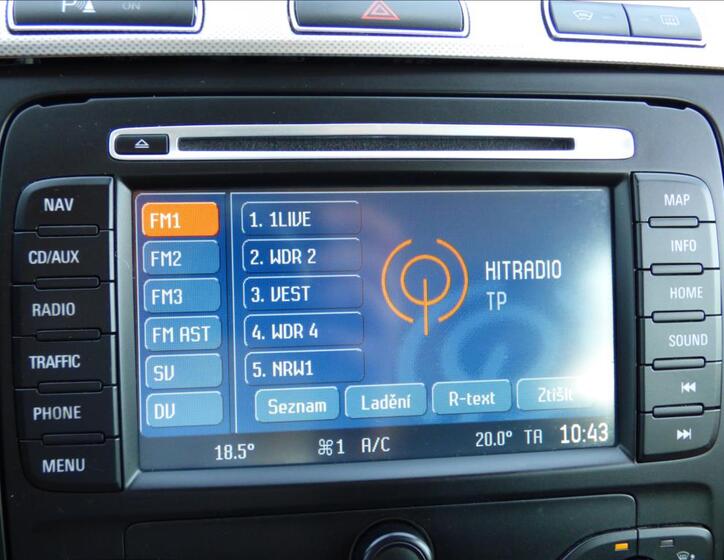 P ON
NAV
CD/AUX
RADIO
TRAFFIC
PHONE
MENU
FM1
FM2
FM3
FM AST
SV
DV
1. 1LIVE
2. WDR 2
3. VEST
4. WDR 4
5. NRW1
HITRADIO
TP
Seznam
Ladění
R-text
Ztišit
18.5°
1 A/C
20.0° TA 10:43
MAP
INFO
HOME
SOUND